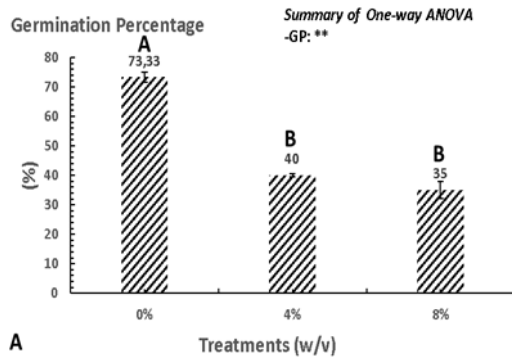 Germination Percentage
Summary of One-way ANOVA
-GP: **
A
73,33
B
40
B
35
80
70
60
50
40
30
20
10
0
(%)
0% 4% 8%
A
Treatments (w/v)